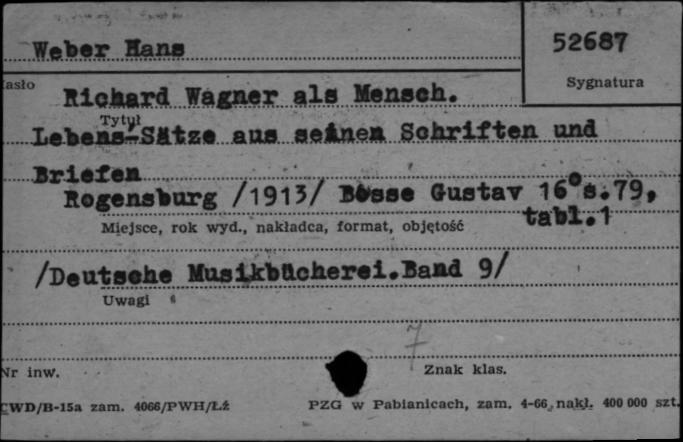 Weber Hans
52687
Sygnatura
asło
Richard Wagner als Mensch.
Tytuł
Lebens-Sätze aus seinen Schriften und
Briefen
Rogensburg /1913/ Bosse Gustav 16° s.79,
tabl.1
Miejsce, rok wyd., nakładca, format, objętość
/Deutsche Musikbücherei.Band 9/
Uwagi
7
Nr inw.
Znak klas.
CWD/B-15a zam. 4066/PWH/Łź
PZG w Pabianicach, zam. 4-66, nakł. 400 000 szt.